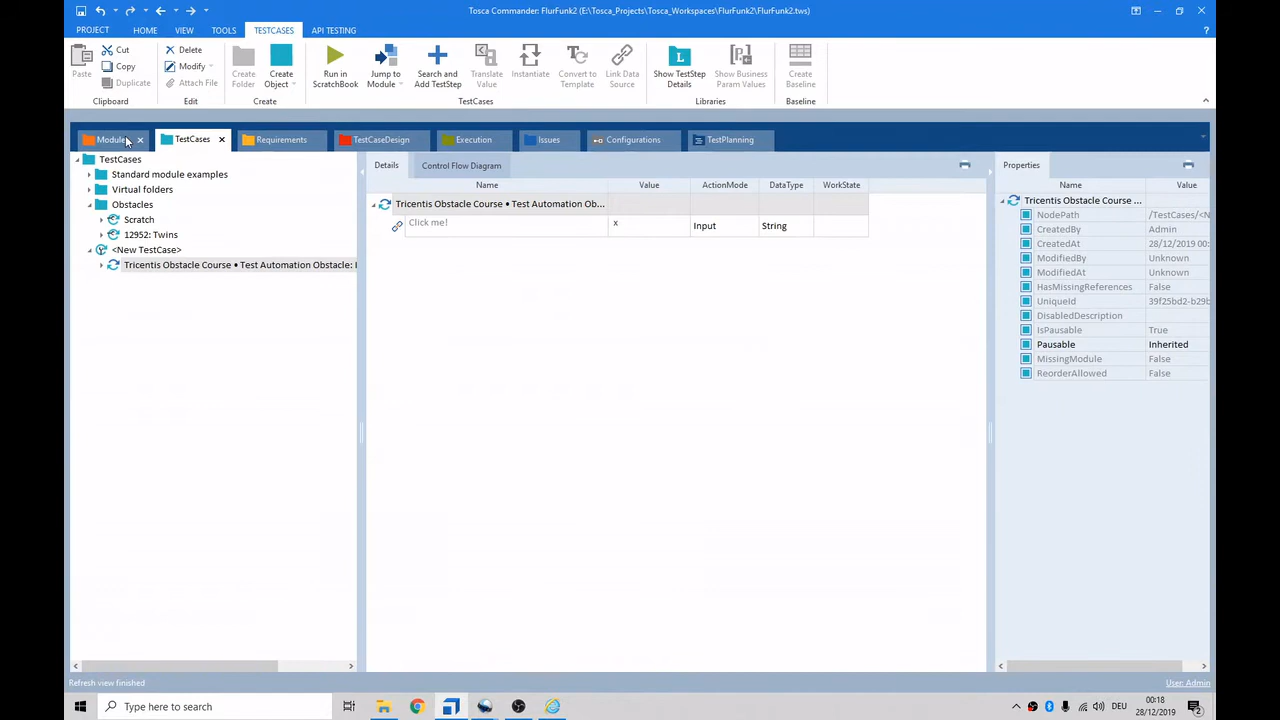 Tosca Commander: FlurFunk2 (E:\Tosca_Projects\Tosca_Workspaces\FlurFunk2\FlurFunk2.tws)
PROJECT HOME VIEW TOOLS TESTCASES API TESTING
Paste Cut Copy Duplicate
Delete Modify Attach File
Create Folder Create Object
Run in ScratchBook Jump to Module Search and Add TestStep Translate Value Instantiate Convert to Template Link Data Source
Show TestStep Details Show Business Param Values Create Baseline
Clipboard Edit Create TestCases Libraries Baseline
Module TestCases Requirements TestCaseDesign Execution Issues Configurations TestPlanning
TestCases
Standard module examples
Virtual folders
Obstacles
Scratch
12952: Twins
<New TestCase>
Tricentis Obstacle Course • Test Automation Obstacle:
Details Control Flow Diagram
Name Value ActionMode DataType WorkState
Tricentis Obstacle Course • Test Automation Ob...
Click me! x Input String
Properties
Name Value
Tricentis Obstacle Course ...
NodePath /TestCases/<N
CreatedBy Admin
CreatedAt 28/12/2019 00:
ModifiedBy Unknown
ModifiedAt Unknown
HasMissingReferences False
UniqueId 39f25bd2-b29b
DisabledDescription
IsPausable True
Pausable Inherited
MissingModule False
ReorderAllowed False
Refresh view finished User: Admin
Type here to search
DEU 00:18 28/12/2019 2